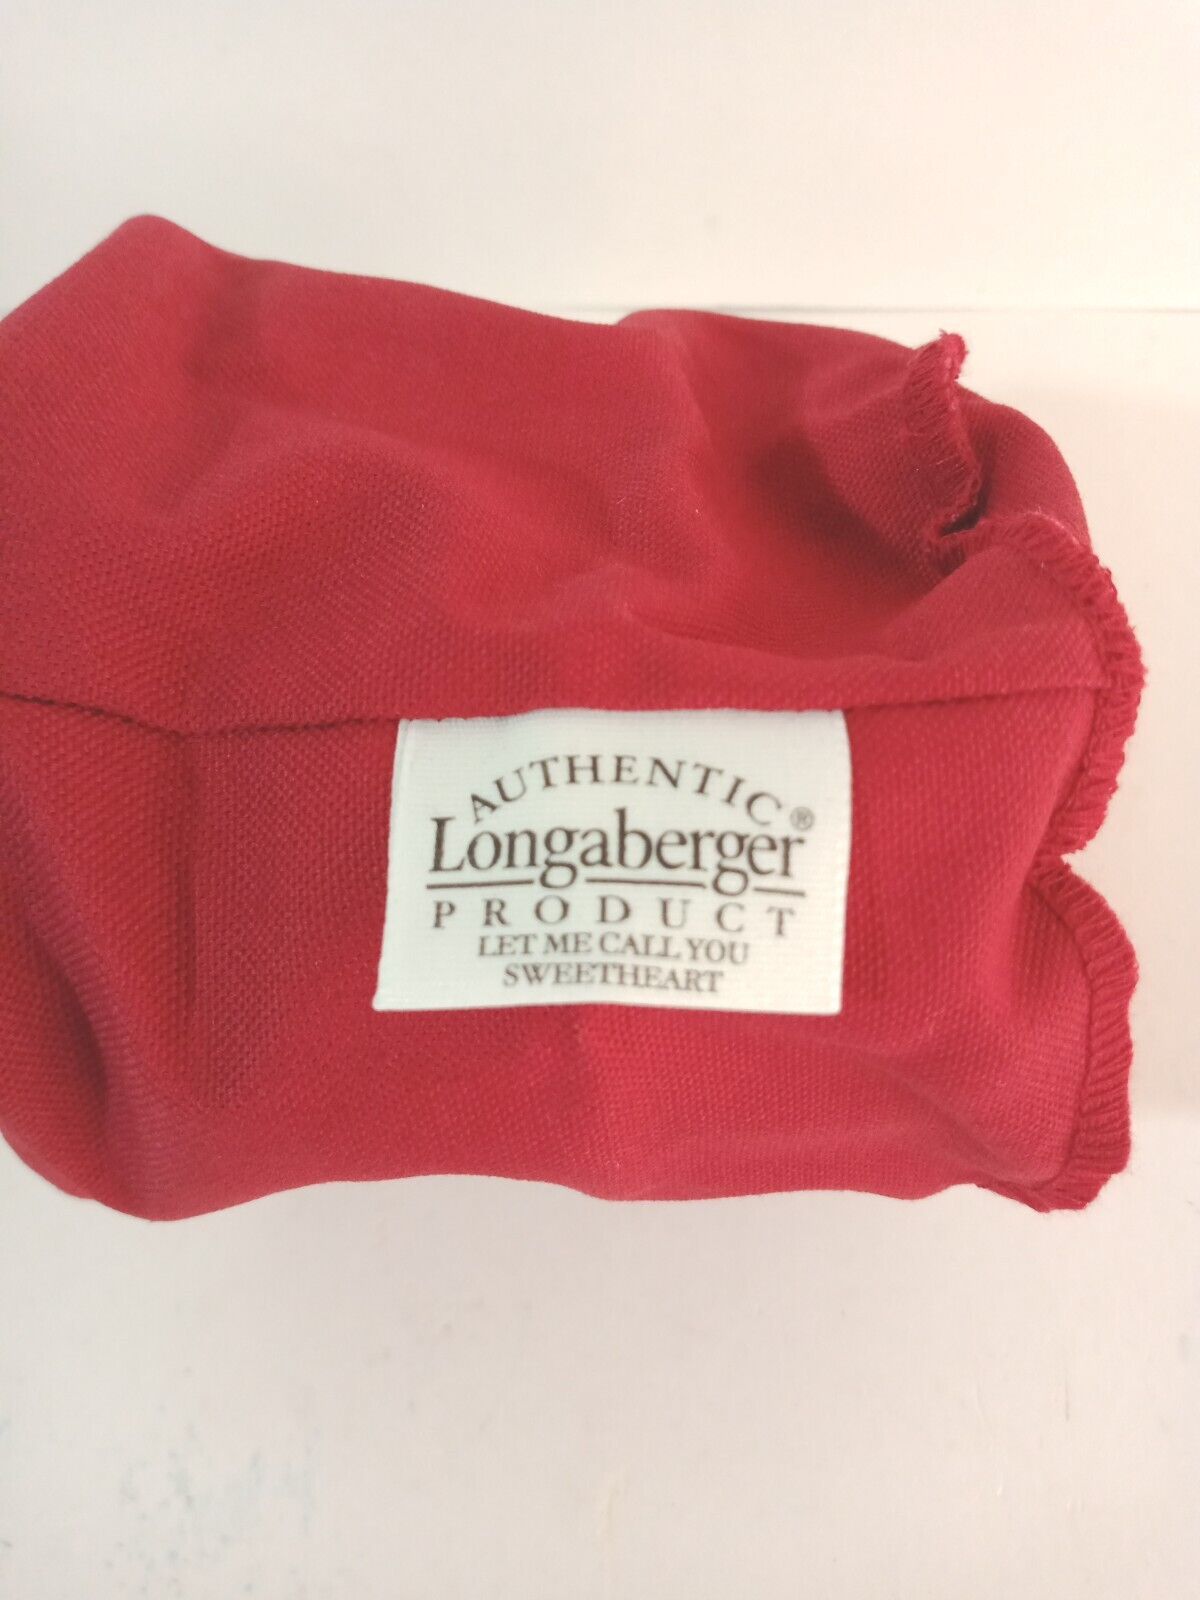 AUTHENTIC
Longaberger®
PRODUCT
LET ME CALL YOU
SWEETHEART